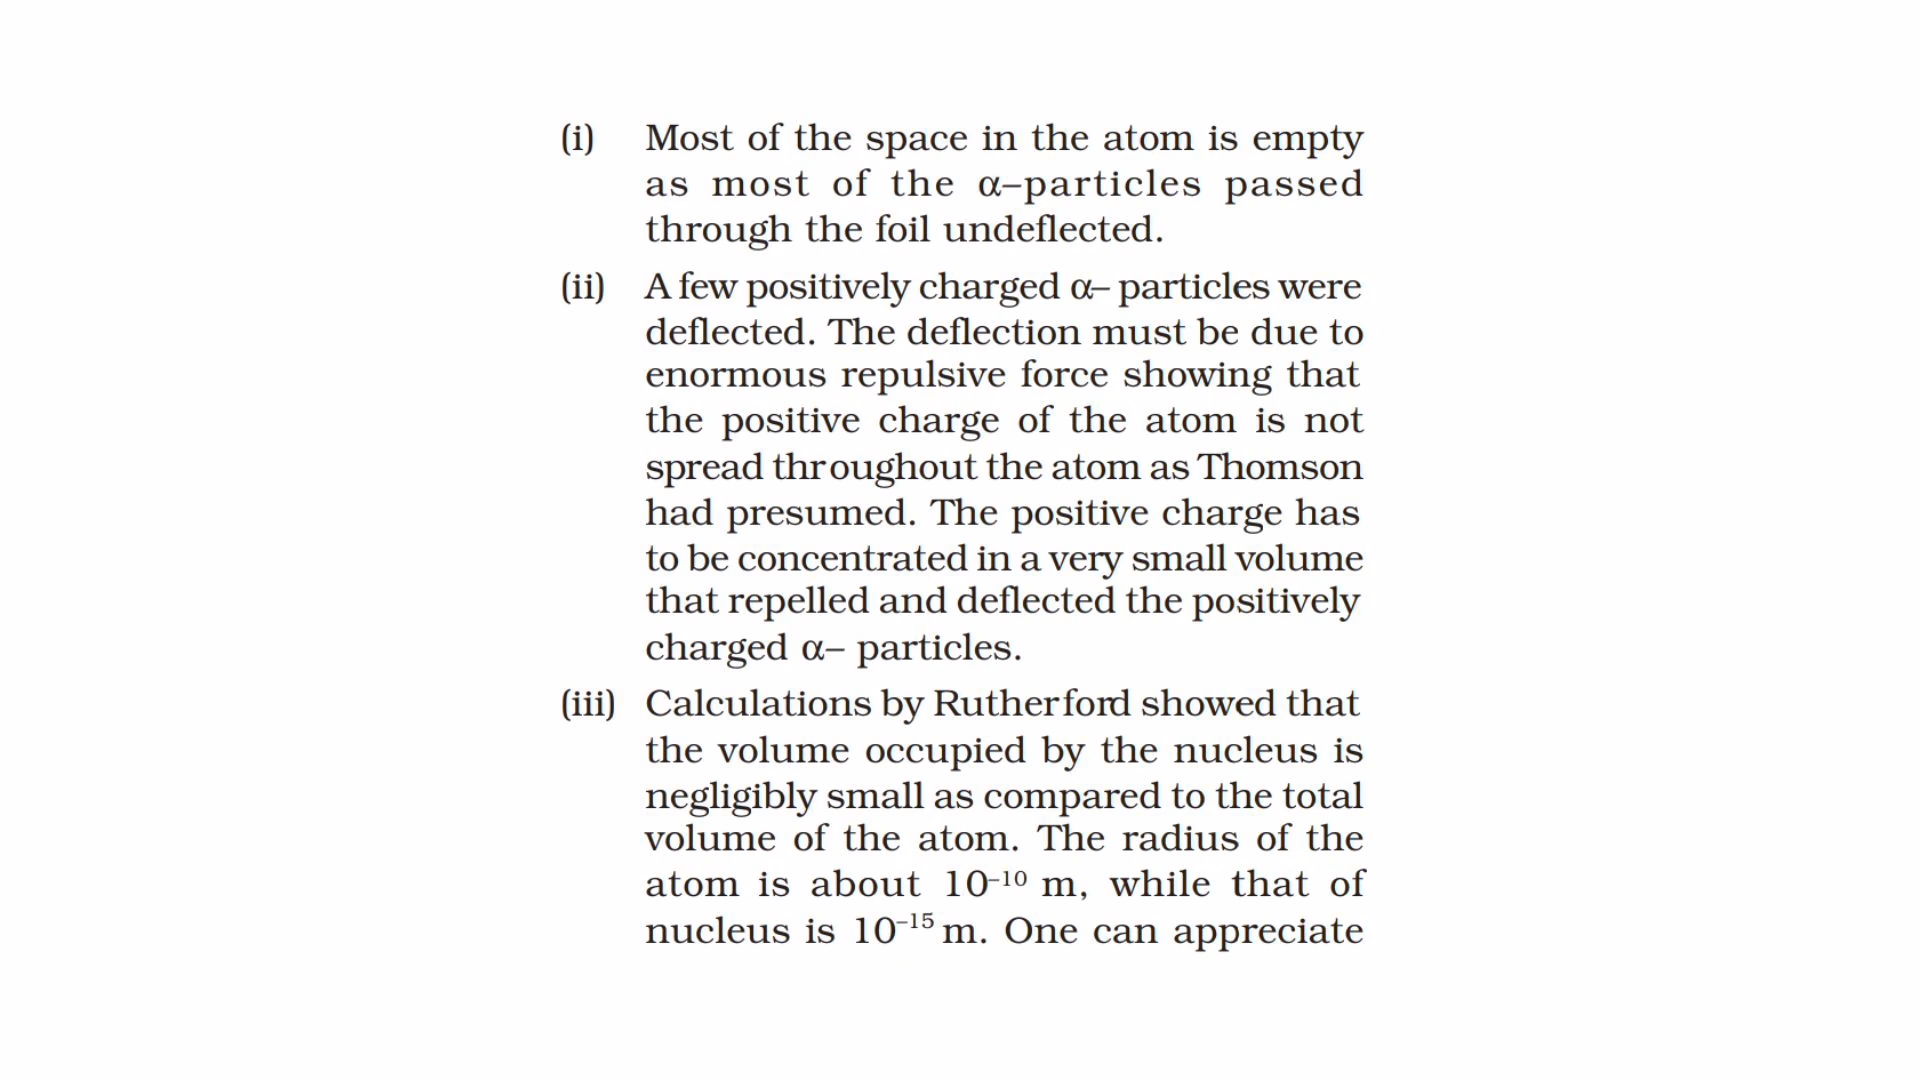 (i) Most of the space in the atom is empty
as most of the α–particles passed
through the foil undeflected.
(ii) A few positively charged α– particles were
deflected. The deflection must be due to
enormous repulsive force showing that
the positive charge of the atom is not
spread throughout the atom as Thomson
had presumed. The positive charge has
to be concentrated in a very small volume
that repelled and deflected the positively
charged α– particles.
(iii) Calculations by Rutherford showed that
the volume occupied by the nucleus is
negligibly small as compared to the total
volume of the atom. The radius of the
atom is about 10⁻¹⁰ m, while that of
nucleus is 10⁻¹⁵ m. One can appreciate